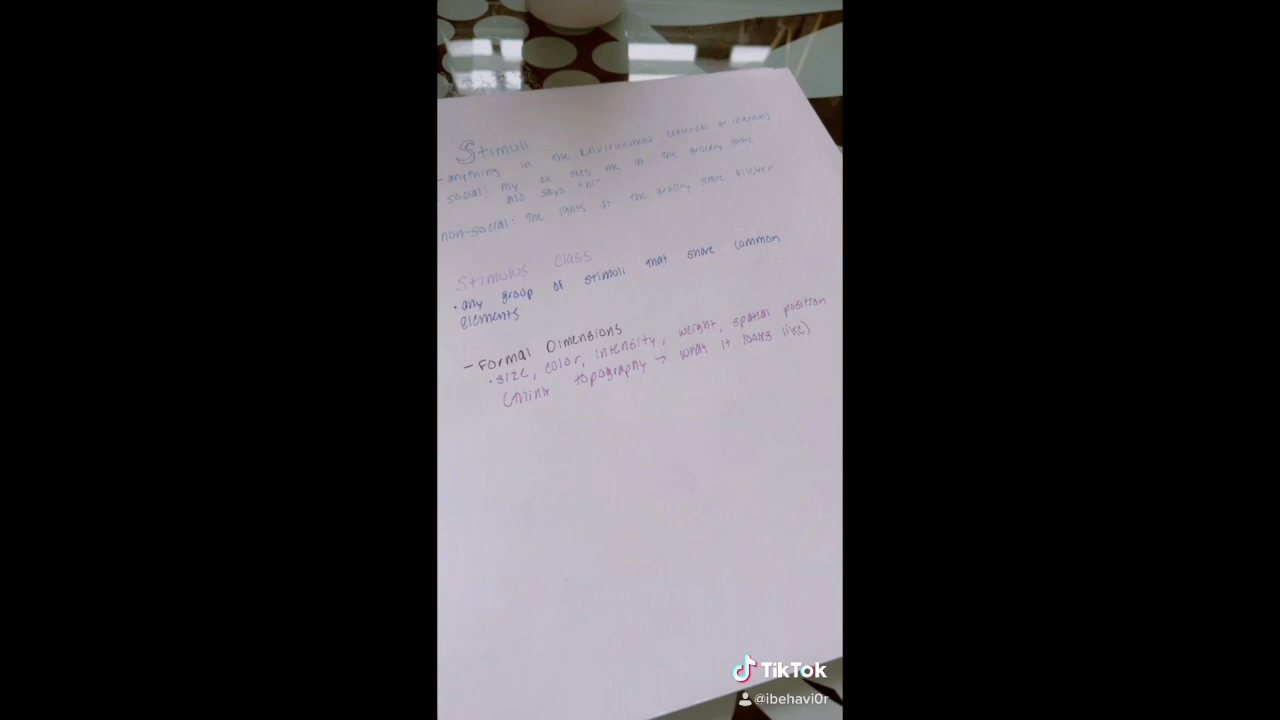 Stimuli
- anything in the environment (external or internal)
social: my ex sees me at the grocery store
and says "hi"
non-social: the lights at the grocery store flicker
Stimulus Class
• any group of stimuli that share common
elements
- Formal Dimensions
• size, color, intensity, weight, spatial position
(think topography → what it looks like)
TikTok
@ibehavi0r